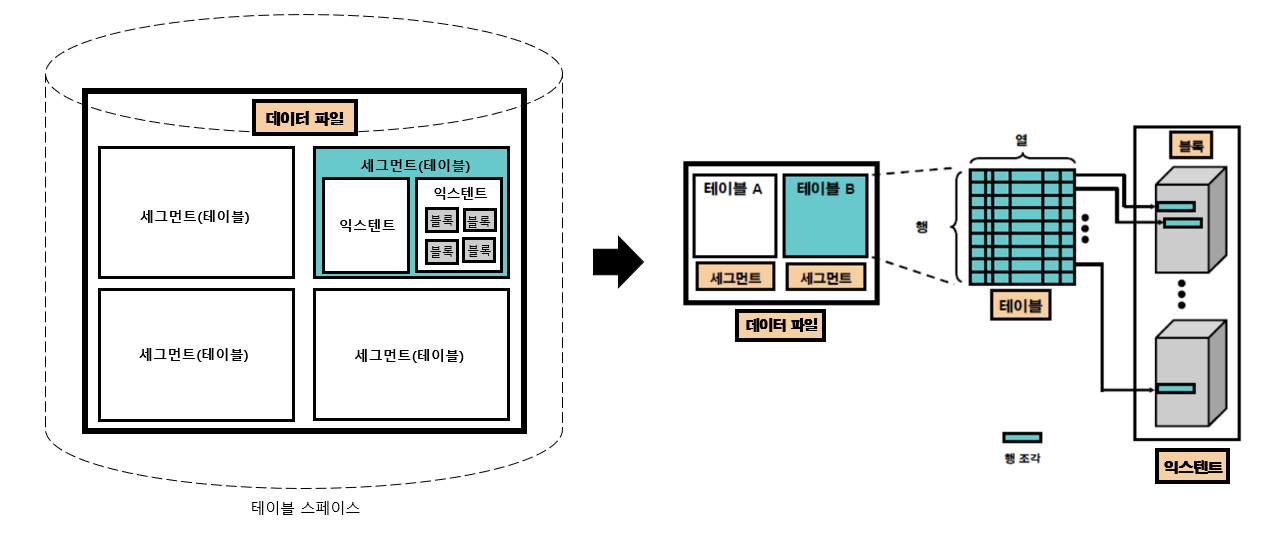 데이터 파일
세그먼트(테이블)
세그먼트(테이블)
익스텐트
익스텐트
블록
블록
블록
블록
세그먼트(테이블)
세그먼트(테이블)
테이블 스페이스
테이블 A
테이블 B
세그먼트
세그먼트
데이터 파일
열
행
테이블
블록
행 조각
익스텐트